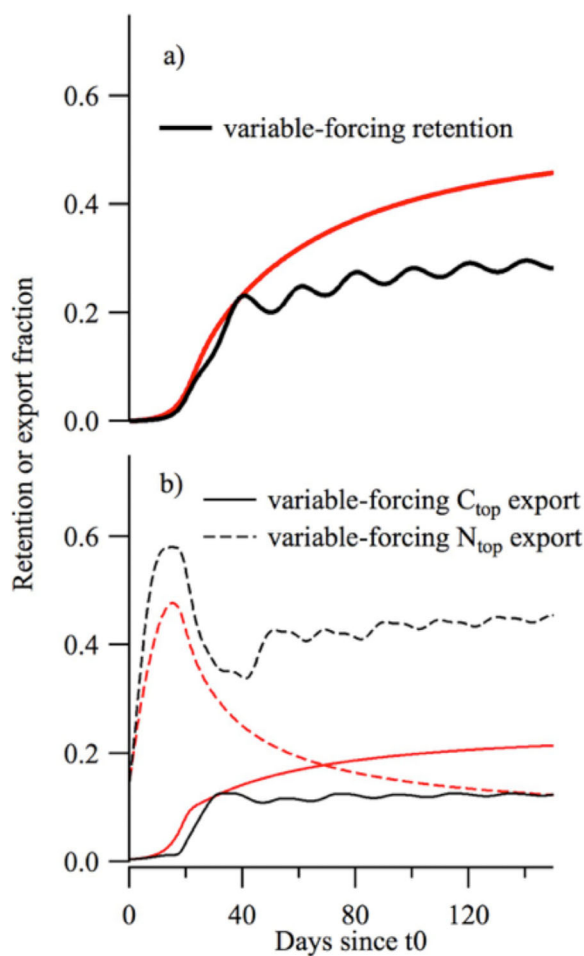 a)
0.6
variable-forcing retention
0.4
0.2
0.0
Retention or export fraction
b)
variable-forcing Ctop export
0.6
variable-forcing Ntop export
0.4
0.2
0.0
0 40 80 120
Days since t0